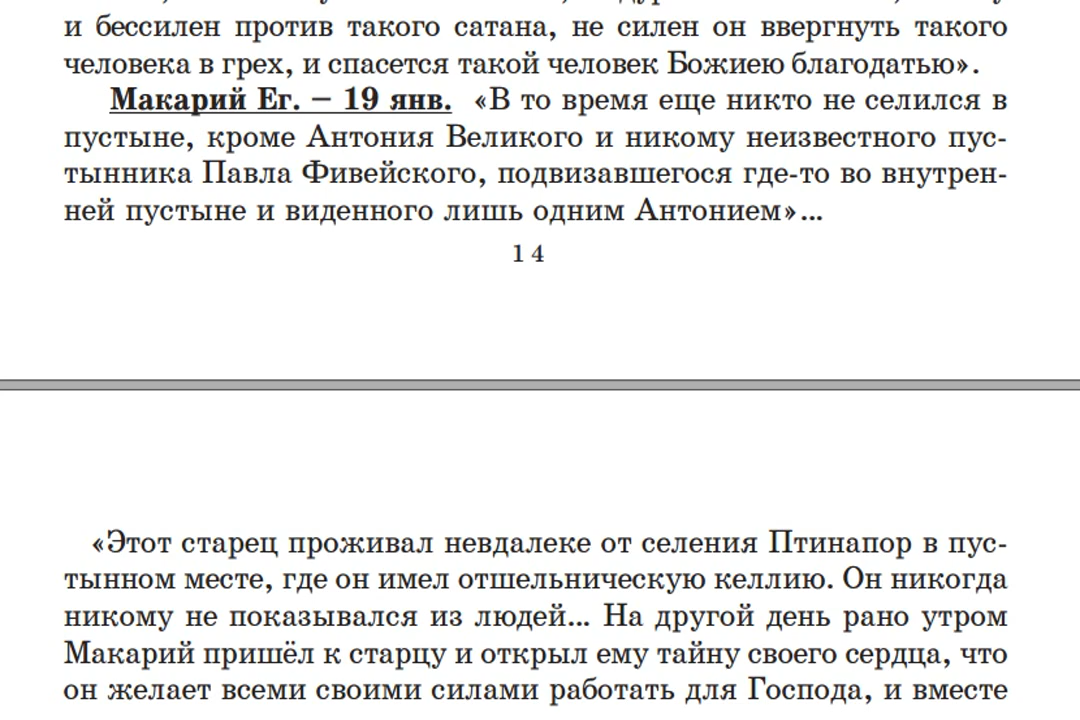 и бессилен против такого сатана, не силен он ввергнуть такого
человека в грех, и спасется такой человек Божиею благодатью».
Макарий Ег. – 19 янв. «В то время еще никто не селился в
пустыне, кроме Антония Великого и никому неизвестного пус-
тынника Павла Фивейского, подвизавшегося где-то во внутрен-
ней пустыне и виденного лишь одним Антонием»...
14
«Этот старец проживал невдалеке от селения Птинапор в пус-
тынном месте, где он имел отшельническую келлию. Он никогда
никому не показывался из людей... На другой день рано утром
Макарий пришёл к старцу и открыл ему тайну своего сердца, что
он желает всеми своими силами работать для Господа, и вместе